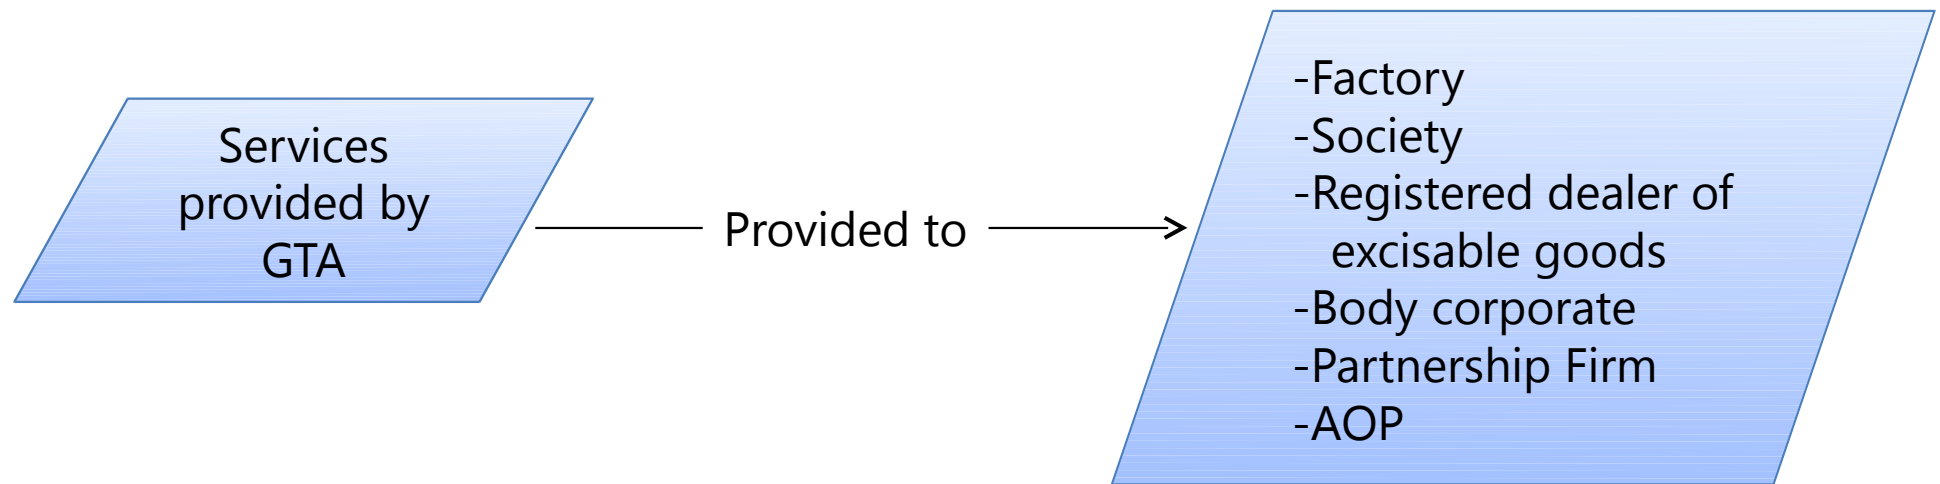 Services
provided by
GTA
Provided to
-Factory
-Society
-Registered dealer of
excisable goods
-Body corporate
-Partnership Firm
-AOP